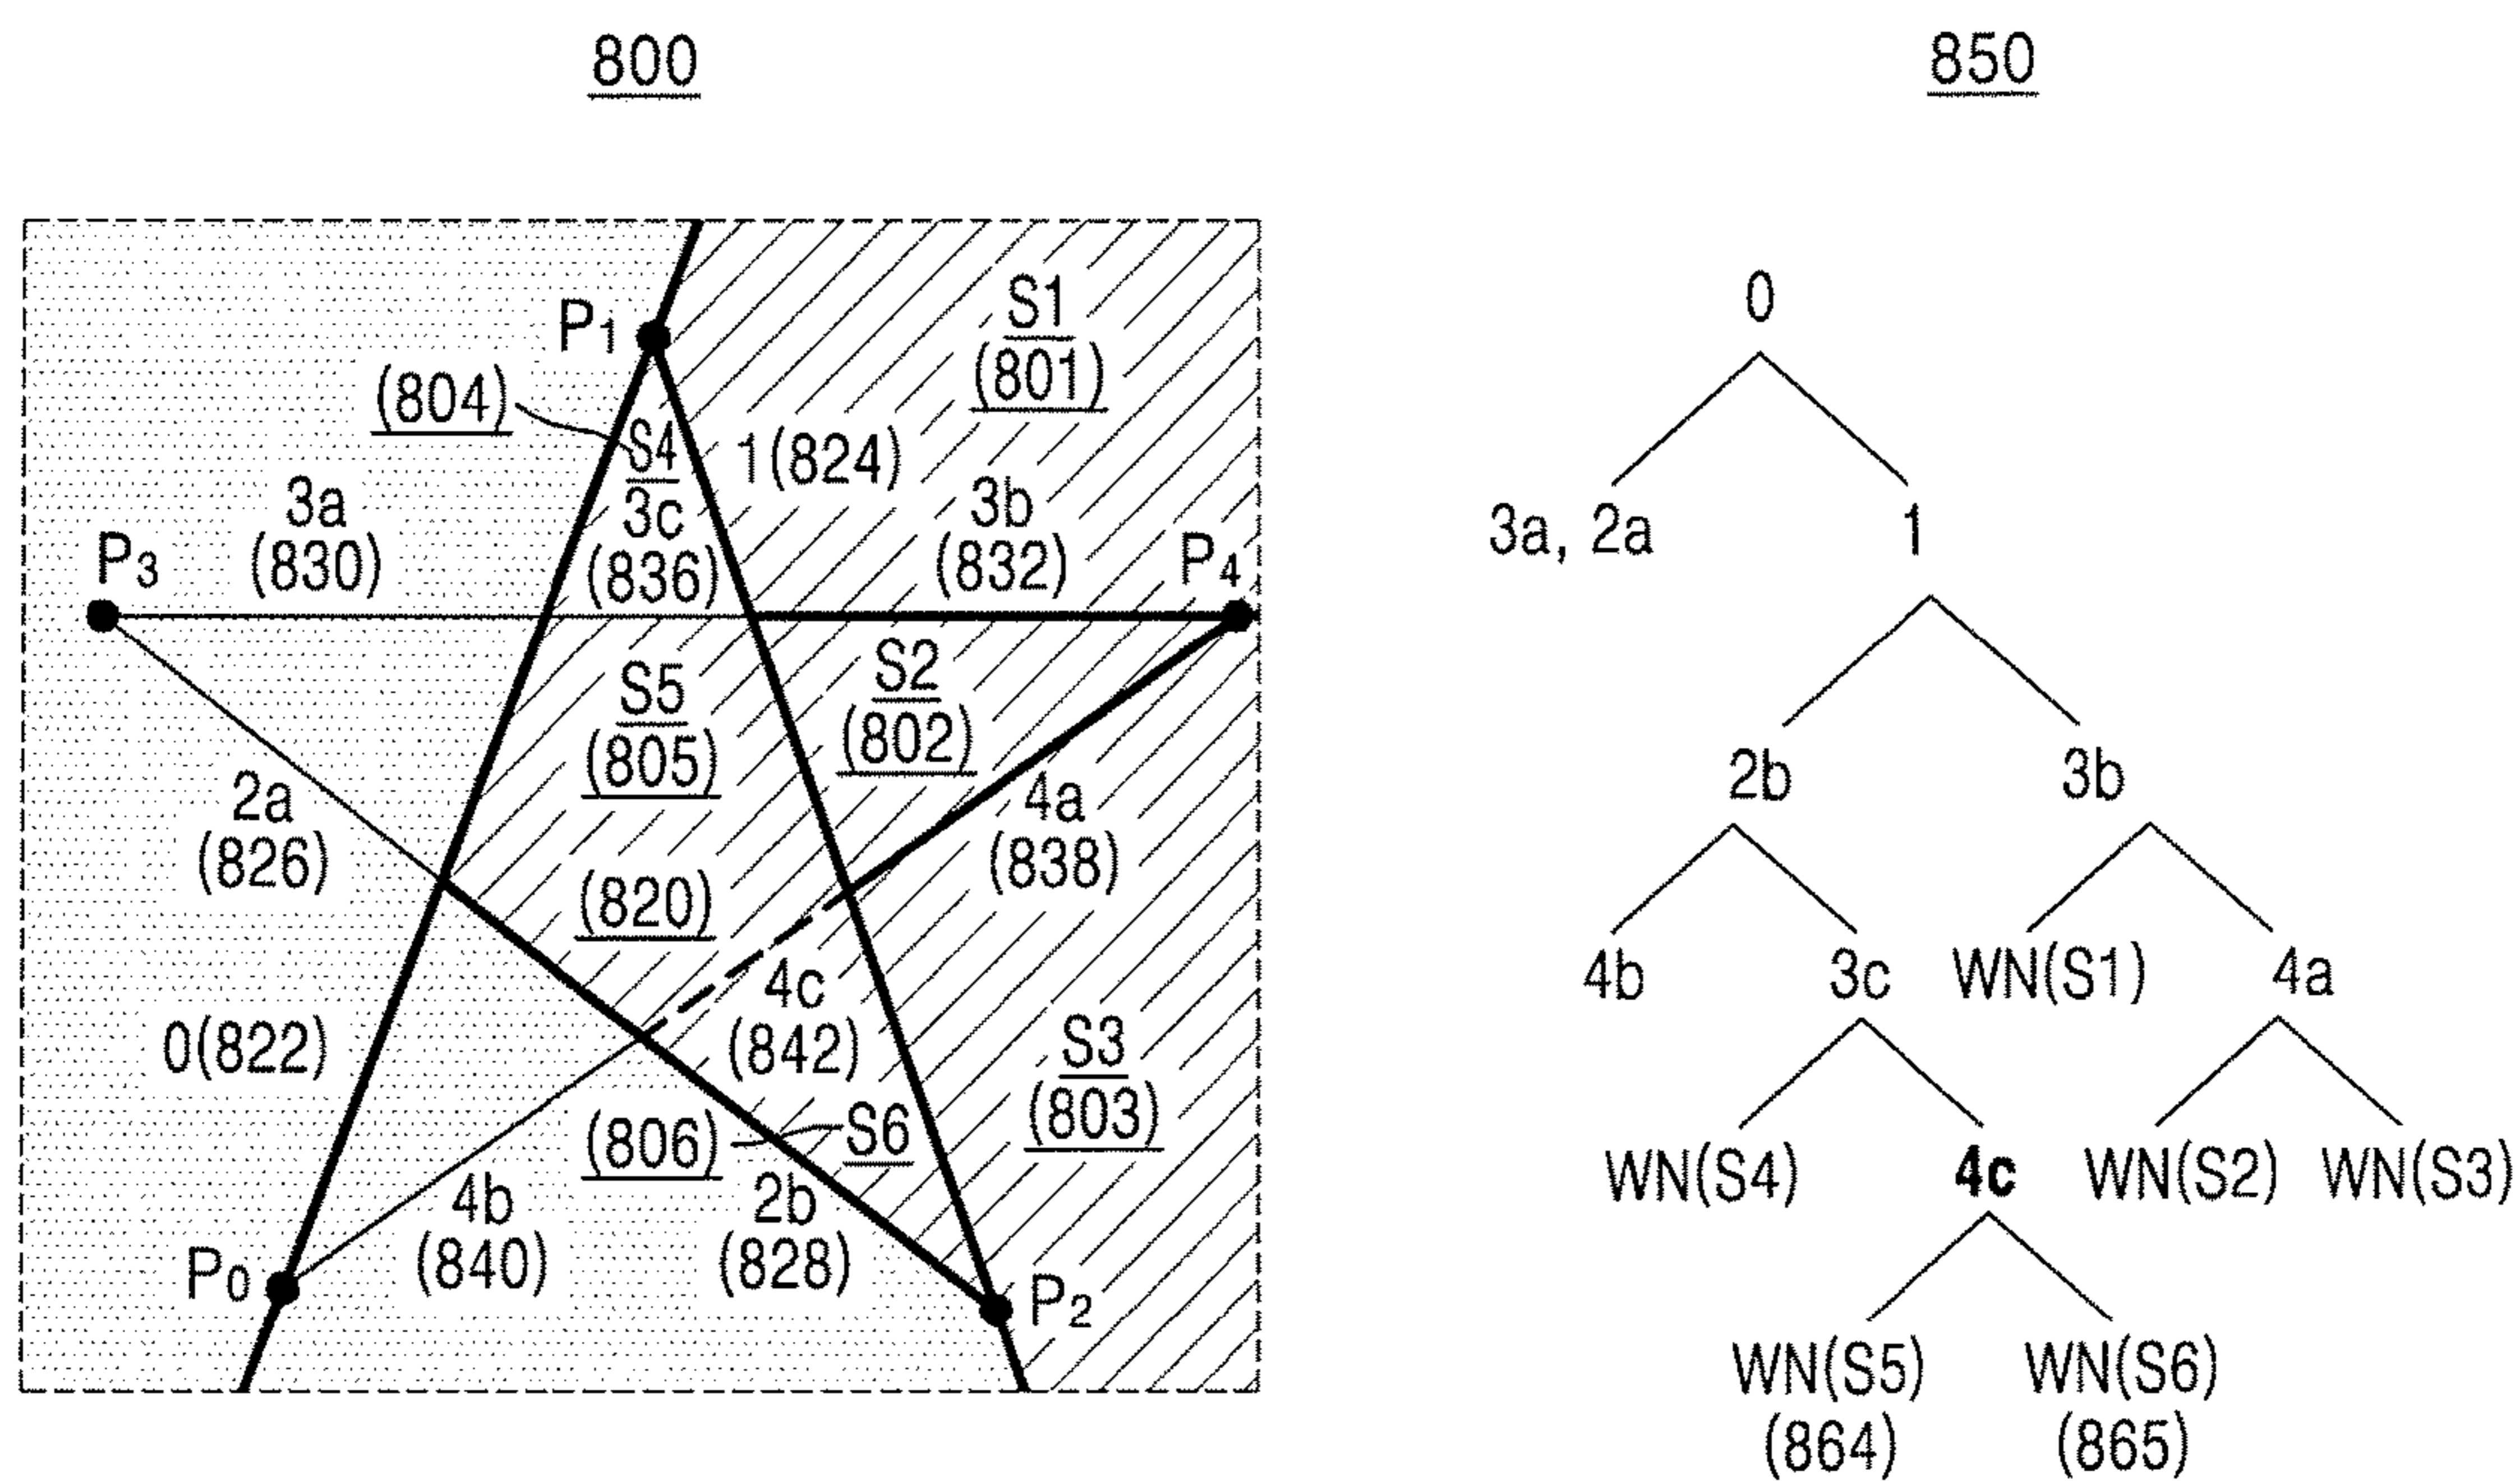 800
850
S1
(801)
P1
(804)
S4
1(824)
3a
(830)
3c
(836)
3b
(832)
P3
P4
S5
(805)
S2
(802)
2a
(826)
4a
(838)
(820)
4c
(842)
0(822)
S3
(803)
(806)
S6
4b
(840)
2b
(828)
P0
P2
0
3a, 2a
1
2b
3b
4b
3c
WN(S1)
4a
WN(S4)
4c
WN(S2)
WN(S3)
WN(S5)
(864)
WN(S6)
(865)